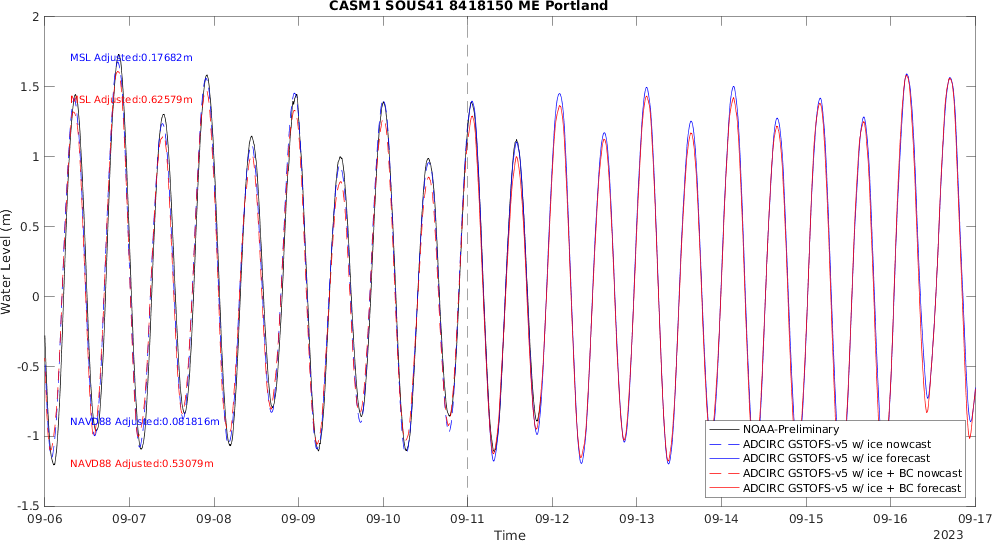 CASM1 SOUS41 8418150 ME Portland
2
1.5
1
0.5
0
-0.5
-1
-1.5
Water Level (m)
MSL Adjusted:0.17682m
MSL Adjusted:0.62579m
NAVD88 Adjusted:0.081816m
NAVD88 Adjusted:0.53079m
NOAA-Preliminary
ADCIRC GSTOFS-v5 w/ ice nowcast
ADCIRC GSTOFS-v5 w/ ice forecast
ADCIRC GSTOFS-v5 w/ ice + BC nowcast
ADCIRC GSTOFS-v5 w/ ice + BC forecast
09-06 09-07 09-08 09-09 09-10 09-11 09-12 09-13 09-14 09-15 09-16 09-17
Time
2023